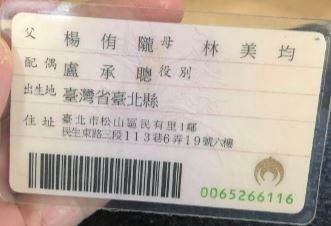 父 楊侑隴 母 林美均
配偶 盧承聰 役別
出生地 臺灣省臺北縣
住址 臺北市松山區民有里1鄰
民生東路三段113巷6弄19號六樓
0065266116